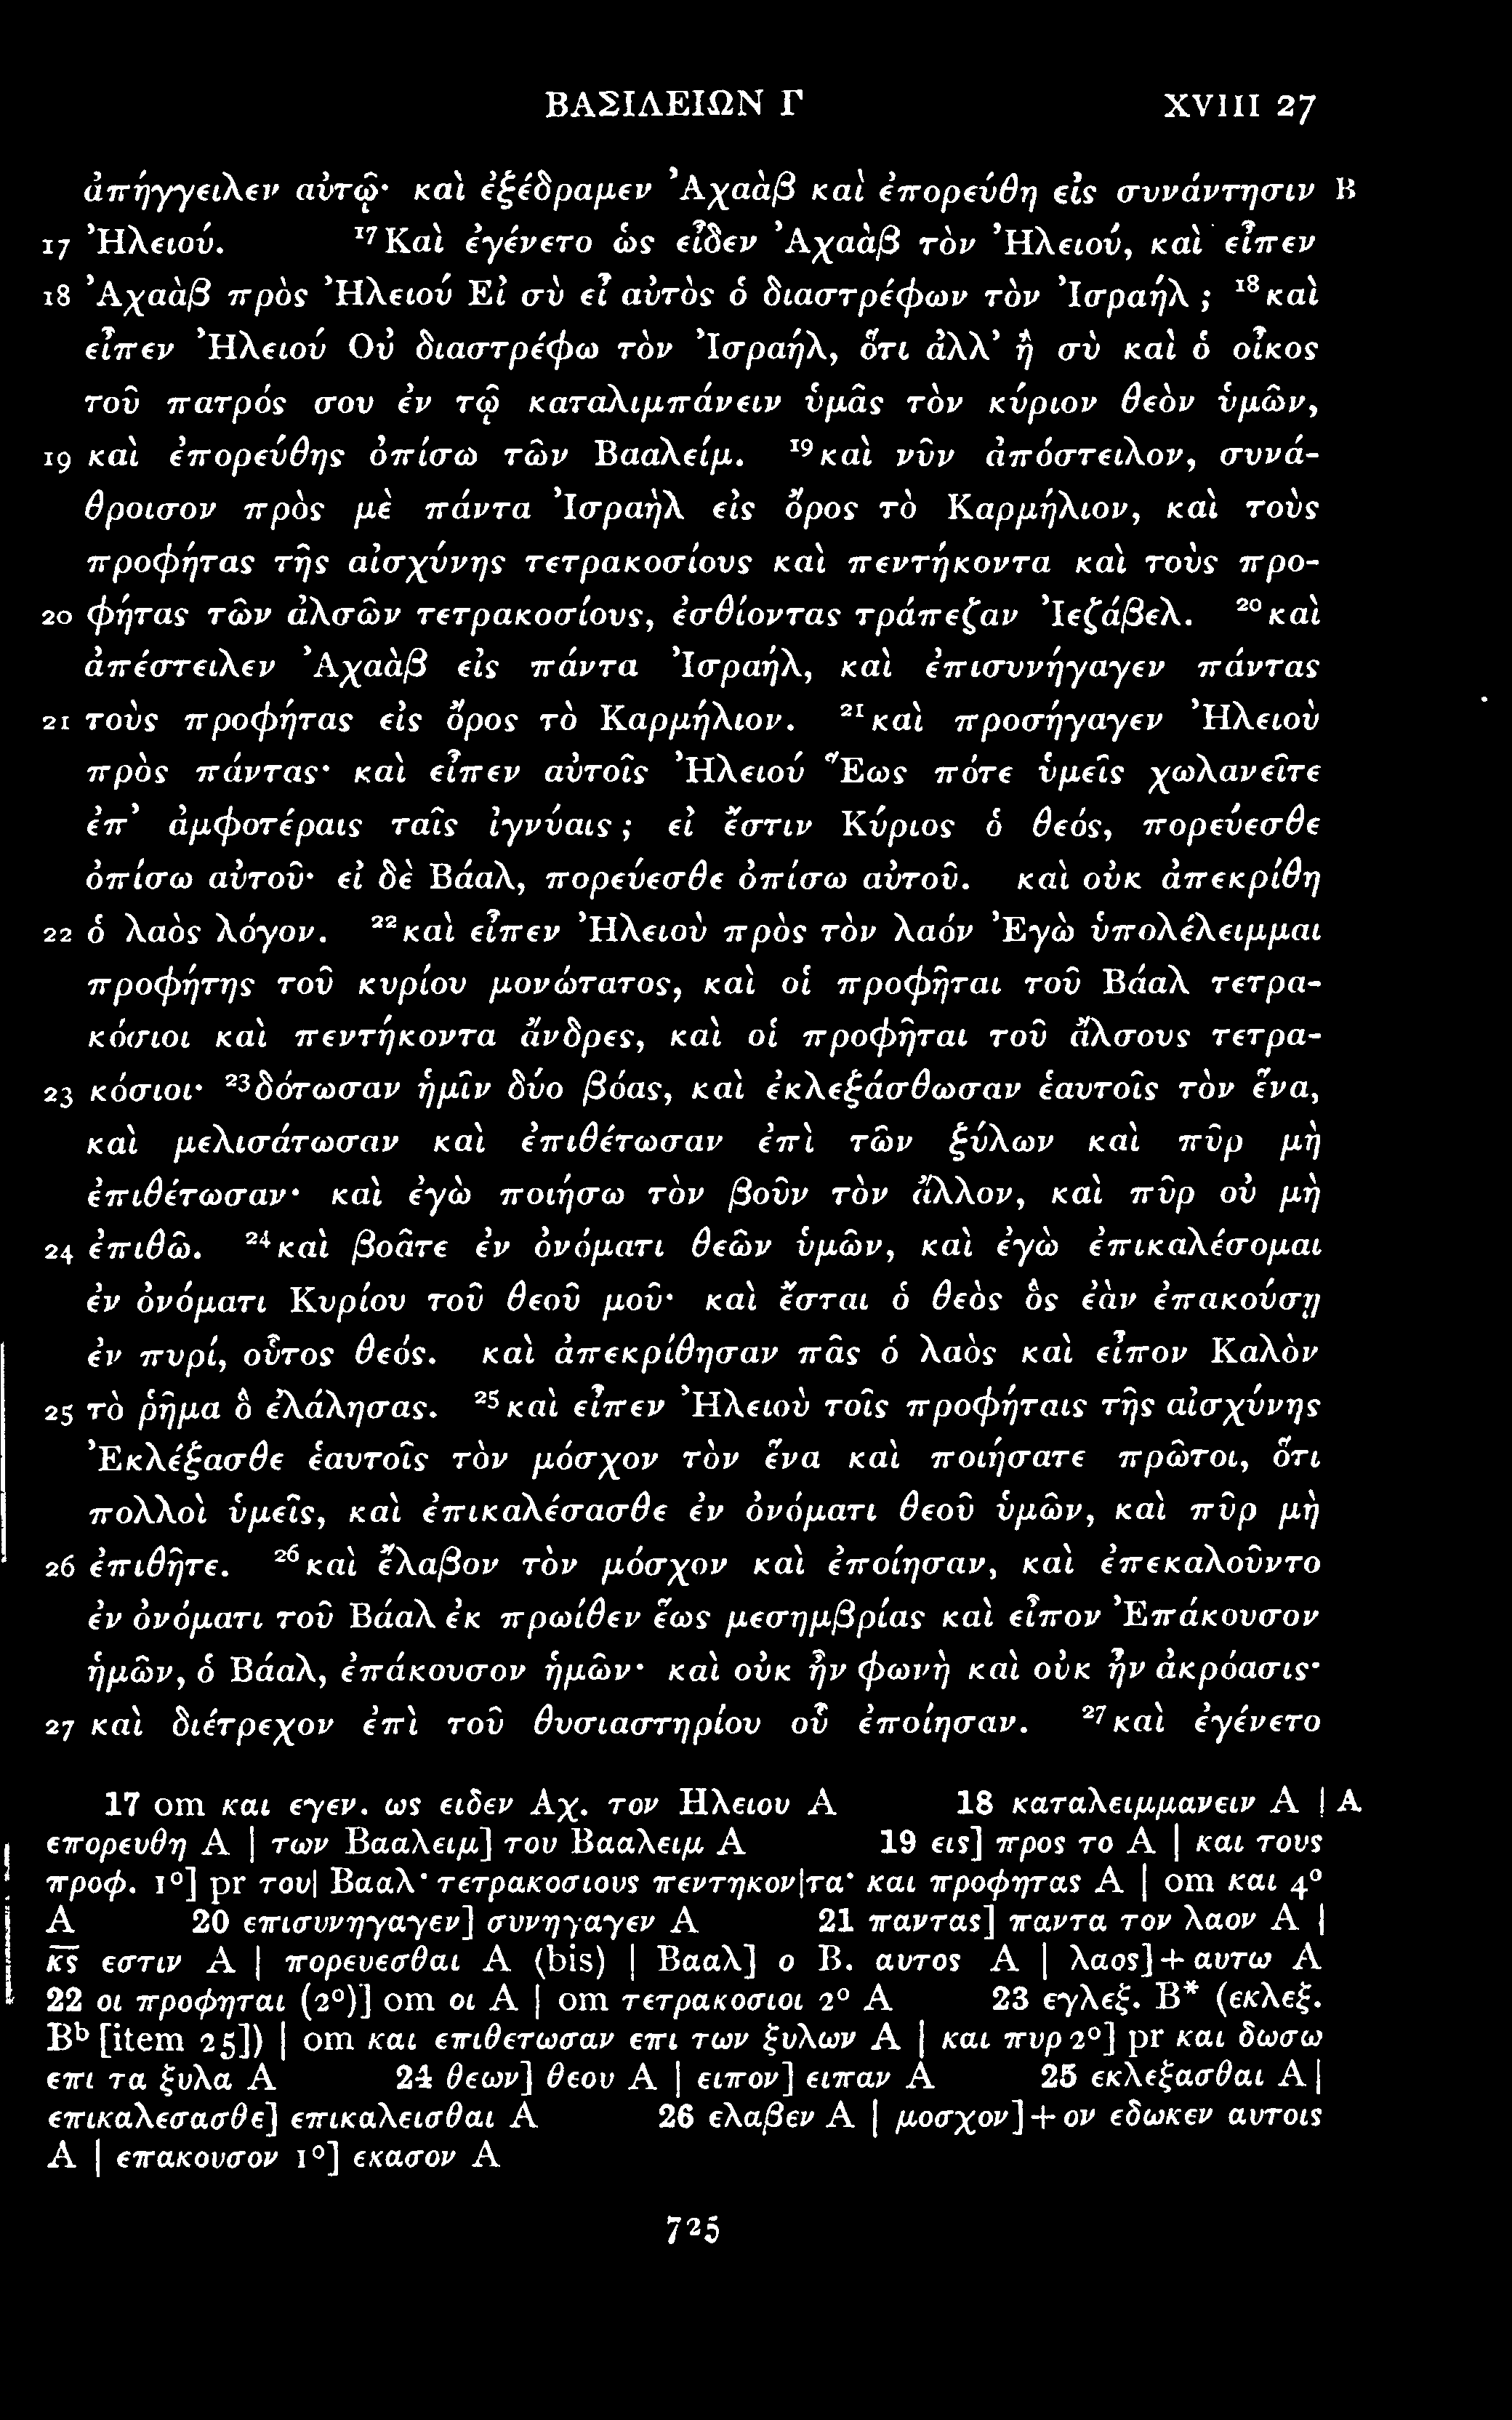 ΒΑΣΙΛΕΙΩΝ Γ XVIII 27
ἀπήγγειλεν αὐτῷ· καὶ ἐξέδραμεν Ἀχαὰβ καὶ ἐπορεύθη εἰς συνάντησιν B
17 Ἠλειού. ¹⁷Καὶ ἐγένετο ὡς εἶδεν Ἀχαὰβ τὸν Ἠλειού, καὶ εἶπεν
18 Ἀχαὰβ πρὸς Ἠλειού Εἰ σὺ εἶ αὐτὸς ὁ διαστρέφων τὸν Ἰσραήλ ; ¹⁸καὶ
εἶπεν Ἠλειού Οὐ διαστρέφω τὸν Ἰσραήλ, ὅτι ἀλλ’ ἢ σὺ καὶ ὁ οἶκος
τοῦ πατρός σου ἐν τῷ καταλιμπάνειν ὑμᾶς τὸν κύριον θεὸν ὑμῶν,
19 καὶ ἐπορεύθης ὀπίσω τῶν Βααλείμ. ¹⁹καὶ νῦν ἀπόστειλον, συνά-
θροισον πρὸς μὲ πάντα Ἰσραὴλ εἰς ὄρος τὸ Καρμήλιον, καὶ τοὺς
προφήτας τῆς αἰσχύνης τετρακοσίους καὶ πεντήκοντα καὶ τοὺς προ-
20 φήτας τῶν ἀλσῶν τετρακοσίους, ἐσθίοντας τράπεζαν Ἰεζάβελ. ²⁰καὶ
ἀπέστειλεν Ἀχαὰβ εἰς πάντα Ἰσραήλ, καὶ ἐπισυνήγαγεν πάντας
21 τοὺς προφήτας εἰς ὄρος τὸ Καρμήλιον. ²¹καὶ προσήγαγεν Ἠλειοὺ
πρὸς πάντας· καὶ εἶπεν αὐτοῖς Ἠλειού Ἕως πότε ὑμεῖς χωλανεῖτε
ἐπ’ ἀμφοτέραις ταῖς ἰγνύαις ; εἰ ἔστιν Κύριος ὁ θεός, πορεύεσθε
ὀπίσω αὐτοῦ· εἰ δὲ Βάαλ, πορεύεσθε ὀπίσω αὐτοῦ. καὶ οὐκ ἀπεκρίθη
22 ὁ λαὸς λόγον. ²²καὶ εἶπεν Ἠλειοὺ πρὸς τὸν λαόν Ἐγὼ ὑπολέλειμμαι
προφήτης τοῦ κυρίου μονώτατος, καὶ οἱ προφῆται τοῦ Βάαλ τετρα-
κόσιοι καὶ πεντήκοντα ἄνδρες, καὶ οἱ προφῆται τοῦ ἄλσους τετρα-
23 κόσιοι· ²³δότωσαν ἡμῖν δύο βόας, καὶ ἐκλεξάσθωσαν ἑαυτοῖς τὸν ἕνα,
καὶ μελισάτωσαν καὶ ἐπιθέτωσαν ἐπὶ τῶν ξύλων καὶ πῦρ μὴ
ἐπιθέτωσαν· καὶ ἐγὼ ποιήσω τὸν βοῦν τὸν ἄλλον, καὶ πῦρ οὐ μὴ
24 ἐπιθῶ. ²⁴καὶ βοᾶτε ἐν ὀνόματι θεῶν ὑμῶν, καὶ ἐγὼ ἐπικαλέσομαι
ἐν ὀνόματι Κυρίου τοῦ θεοῦ μοῦ· καὶ ἔσται ὁ θεὸς ὃς ἐὰν ἐπακούσῃ
ἐν πυρί, οὗτος θεός. καὶ ἀπεκρίθησαν πᾶς ὁ λαὸς καὶ εἶπον Καλὸν
25 τὸ ῥῆμα ὃ ἐλάλησας. ²⁵καὶ εἶπεν Ἠλειοὺ τοῖς προφήταις τῆς αἰσχύνης
Ἐκλέξασθε ἑαυτοῖς τὸν μόσχον τὸν ἕνα καὶ ποιήσατε πρῶτοι, ὅτι
πολλοὶ ὑμεῖς, καὶ ἐπικαλέσασθε ἐν ὀνόματι θεοῦ ὑμῶν, καὶ πῦρ μὴ
26 ἐπιθῆτε. ²⁶καὶ ἔλαβον τὸν μόσχον καὶ ἐποίησαν, καὶ ἐπεκαλοῦντο
ἐν ὀνόματι τοῦ Βάαλ ἐκ πρωίθεν ἕως μεσημβρίας καὶ εἶπον Ἐπάκουσον
ἡμῶν, ὁ Βάαλ, ἐπάκουσον ἡμῶν· καὶ οὐκ ἦν φωνὴ καὶ οὐκ ἦν ἀκρόασις·
27 καὶ διέτρεχον ἐπὶ τοῦ θυσιαστηρίου οὗ ἐποίησαν. ²⁷καὶ ἐγένετο
17 om και εγεν. ως ειδεν Αχ. τον Ηλειου A 18 καταλειμμανειν A | A
επορευθη A | των Βααλειμ] του Βααλειμ A 19 εις] προς το A | και τους
προφ. 1°] pr του| Βααλ· τετρακοσιους πεντηκον|τα· και προφητας A | om και 4°
A 20 επισυνηγαγεν] συνηγαγεν A 21 παντας] παντα τον λαον A |
κ̅ς̅ εστιν A | πορευεσθαι A (bis) | Βααλ] ο B. αυτος A | λαος]+αυτω A
22 οι προφηται (2°)] om οι A | om τετρακοσιοι 2° A 23 εγλεξ. B* (εκλεξ.
Bᵇ [item 25]) | om και επιθετωσαν επι των ξυλων A | και πυρ 2°] pr και δωσω
επι τα ξυλα A 24 θεων] θεου A | ειπον] ειπαν A 25 εκλεξασθαι A |
επικαλεσασθε] επικαλεισθαι A 26 ελαβεν A | μοσχον]+ον εδωκεν αυτοις
A | επακουσον 1°] εκασον A
725